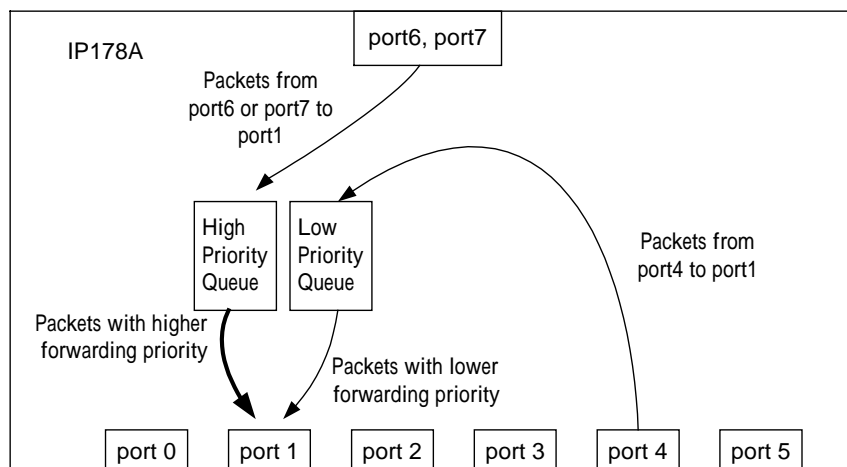 IP178A
port6, port7
Packets from
port6 or port7 to
port1
High
Priority
Queue
Low
Priority
Queue
Packets from
port4 to port1
Packets with higher
forwarding priority
Packets with lower
forwarding priority
port 0
port 1
port 2
port 3
port 4
port 5